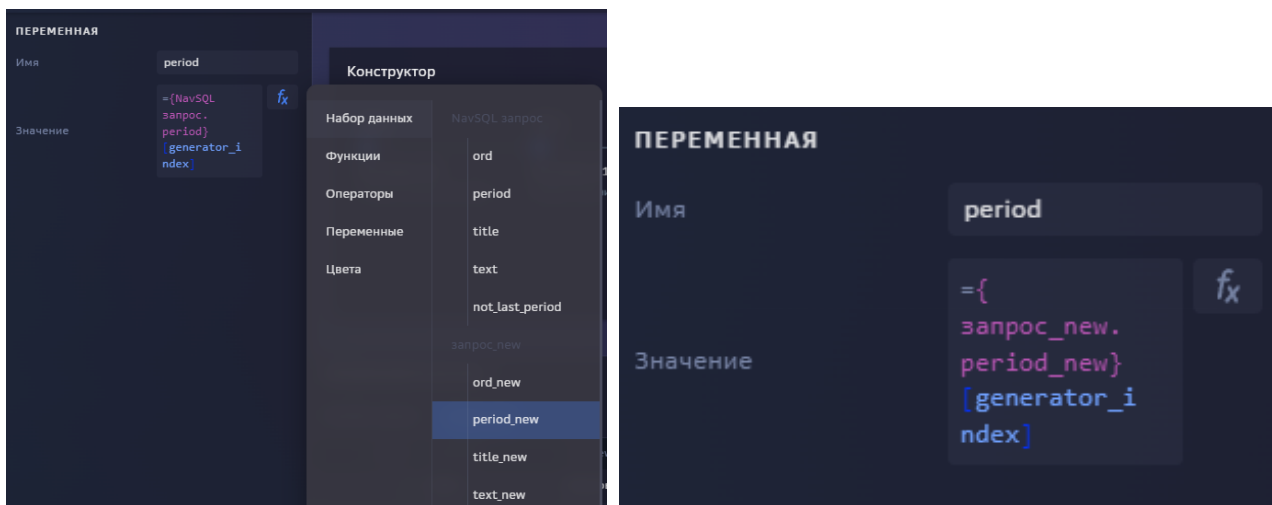 ПЕРЕМЕННАЯ
Имя
period
Значение
={NavSQL
запрос.
period}
[generator_i
ndex]
fx
Конструктор
Набор данных
Функции
Операторы
Переменные
Цвета
NavSQL запрос
ord
period
title
text
not_last_period
запрос_new
ord_new
period_new
title_new
text_new
ПЕРЕМЕННАЯ
Имя
period
Значение
={
запрос_new.
period_new}
[generator_i
ndex]
fx